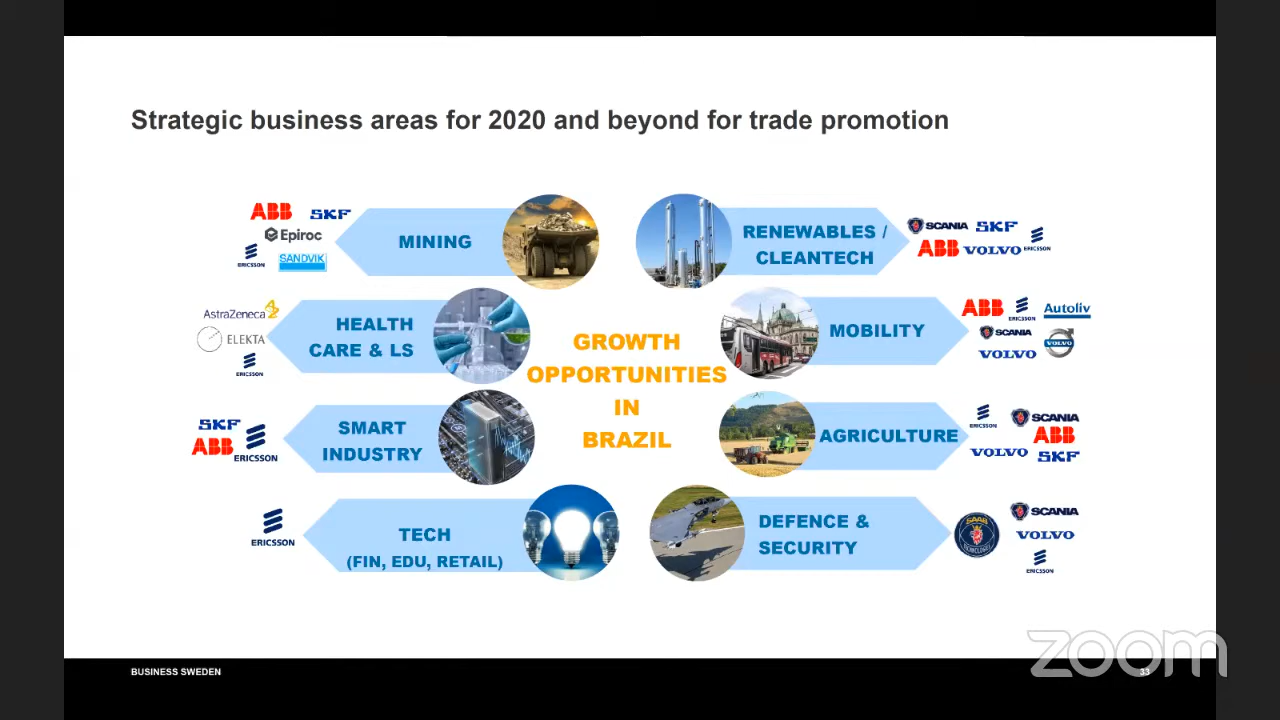 Strategic business areas for 2020 and beyond for trade promotion
ABB SKF
Epiroc
ERICSSON SANDVIK
MINING
RENEWABLES /
CLEANTECH
SCANIA SKF
ABB VOLVO ERICSSON
AstraZeneca
ELEKTA
ERICSSON
HEALTH
CARE & LS
MOBILITY
ABB ERICSSON Autoliv
SCANIA
VOLVO VOLVO
GROWTH
OPPORTUNITIES
IN
BRAZIL
SKF
ABB ERICSSON
SMART
INDUSTRY
AGRICULTURE
ERICSSON SCANIA
ABB
VOLVO SKF
ERICSSON
TECH
(FIN, EDU, RETAIL)
DEFENCE &
SECURITY
SAAB
SCANIA
VOLVO
ERICSSON
BUSINESS SWEDEN
33
zoom